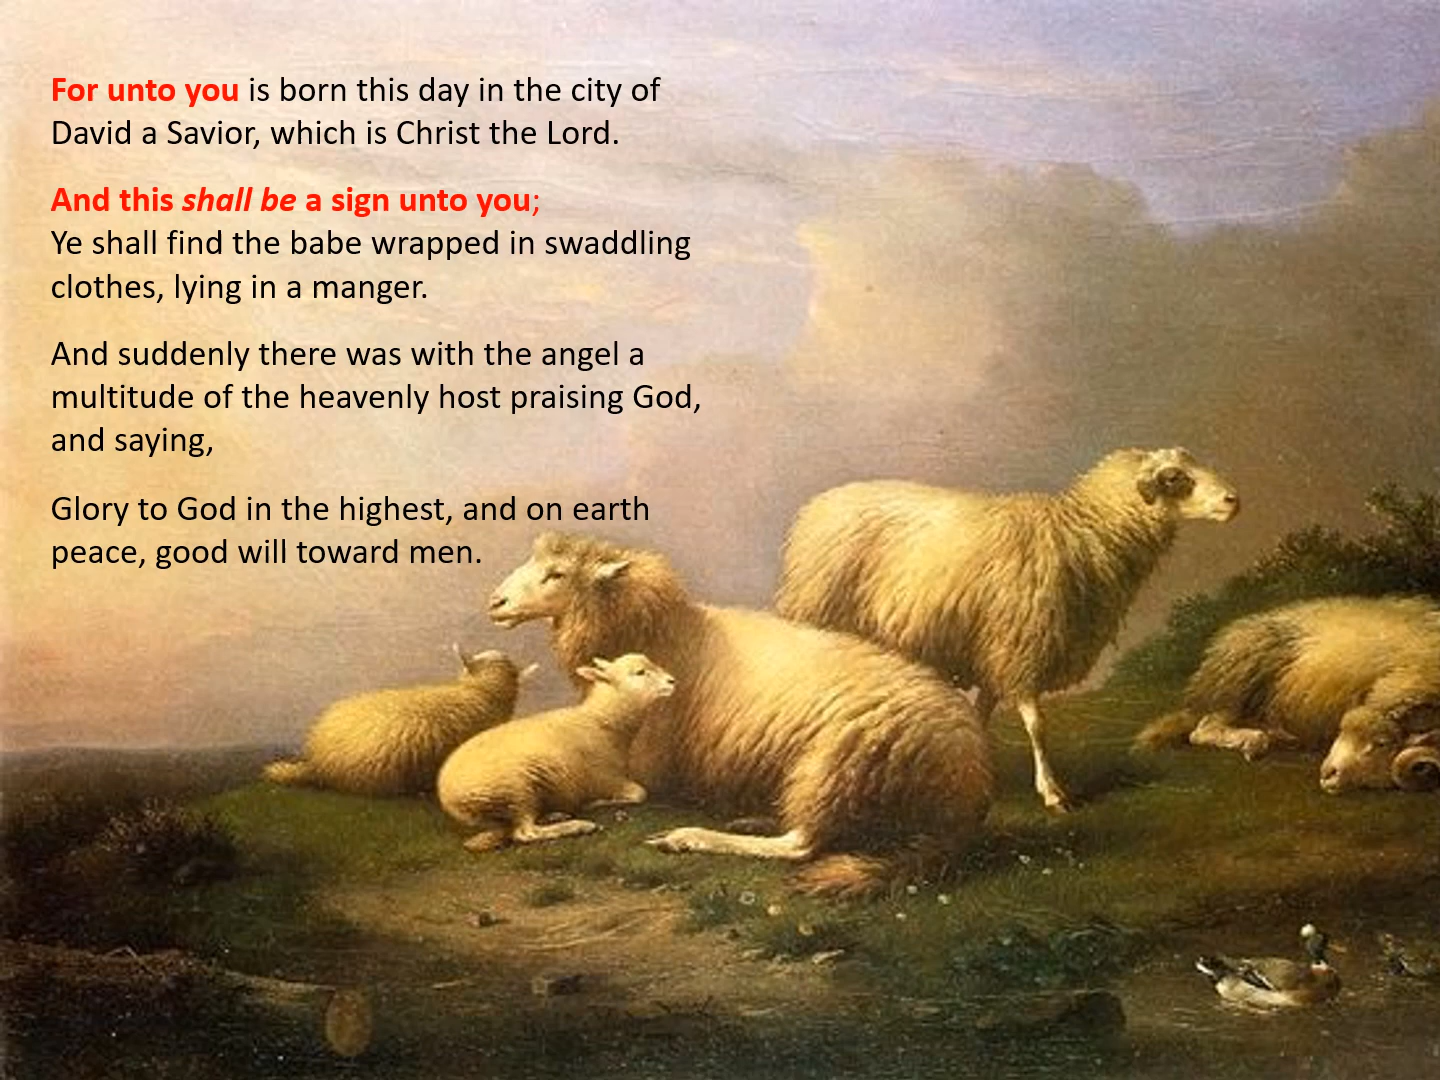 For unto you is born this day in the city of
David a Savior, which is Christ the Lord.
And this shall be a sign unto you;
Ye shall find the babe wrapped in swaddling
clothes, lying in a manger.
And suddenly there was with the angel a
multitude of the heavenly host praising God,
and saying,
Glory to God in the highest, and on earth
peace, good will toward men.